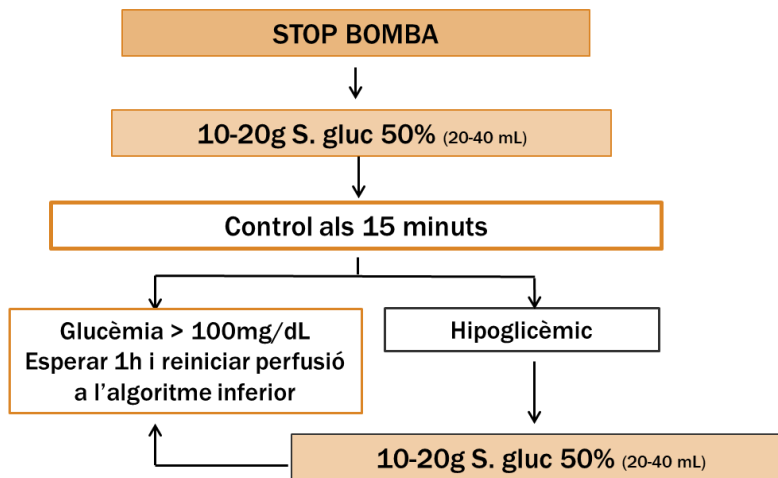 STOP BOMBA
10-20g S. gluc 50% (20-40 mL)
Control als 15 minuts
Glucèmia > 100mg/dL
Esperar 1h i reiniciar perfusió
a l'algoritme inferior
Hipoglicèmic
10-20g S. gluc 50% (20-40 mL)